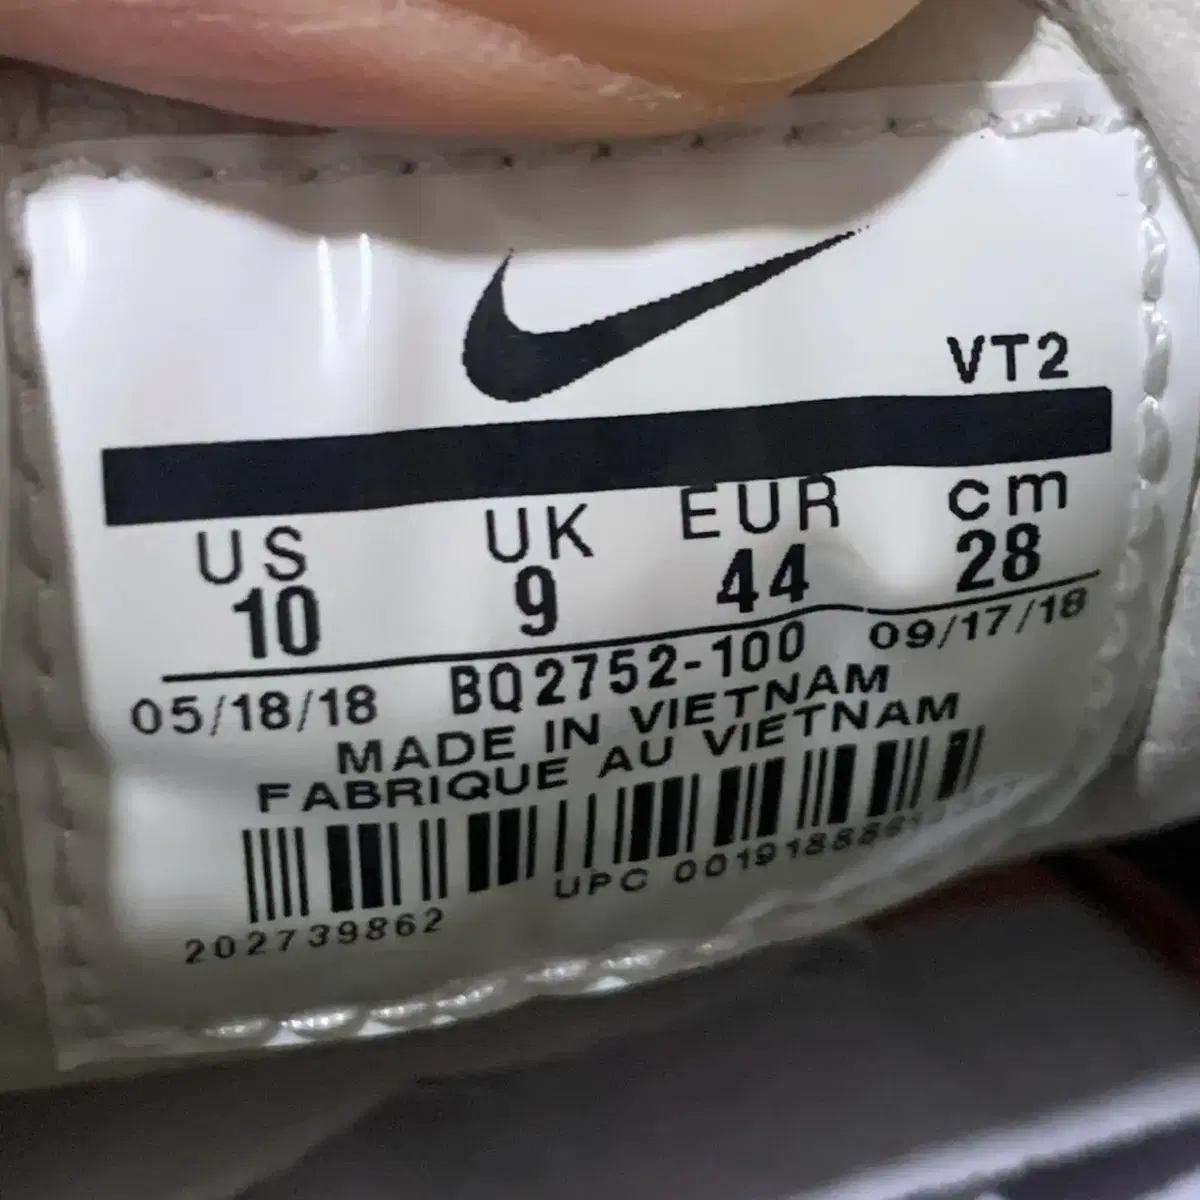 VT2
US UK EUR cm
10 9 44 28
05/18/18 BQ2752-100 09/17/18
MADE IN VIETNAM
FABRIQUE AU VIETNAM
202739862 UPC